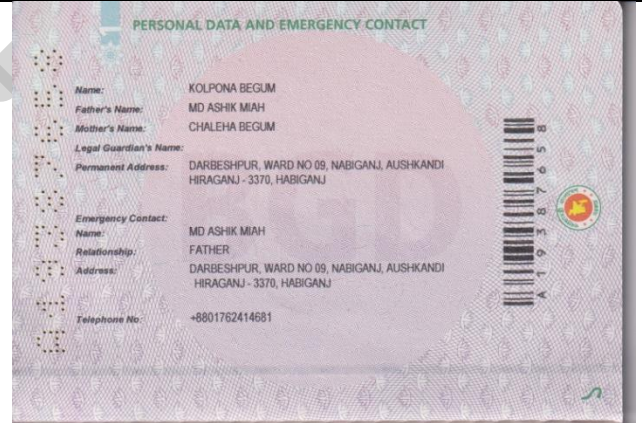 PERSONAL DATA AND EMERGENCY CONTACT
Name: KOLPONA BEGUM
Father's Name: MD ASHIK MIAH
Mother's Name: CHALEHA BEGUM
Legal Guardian's Name:
Permanent Address: DARBESHPUR, WARD NO 09, NABIGANJ, AUSHKANDI
HIRAGANJ - 3370, HABIGANJ
Emergency Contact:
Name: MD ASHIK MIAH
Relationship: FATHER
Address: DARBESHPUR, WARD NO 09, NABIGANJ, AUSHKANDI
HIRAGANJ - 3370, HABIGANJ
Telephone No: +8801762414681
BGD
A19387658